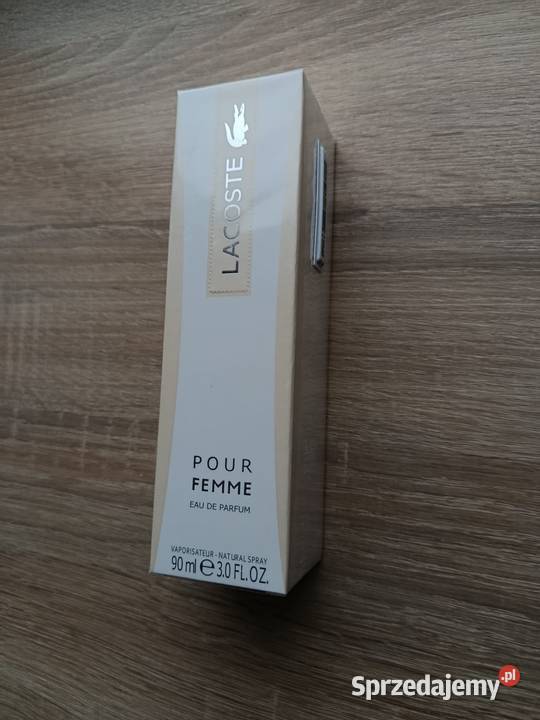 LACOSTE
POUR
FEMME
EAU DE PARFUM
VAPORISATEUR - NATURAL SPRAY
90 ml e 3.0 FL.OZ.
Sprzedajemy.pl